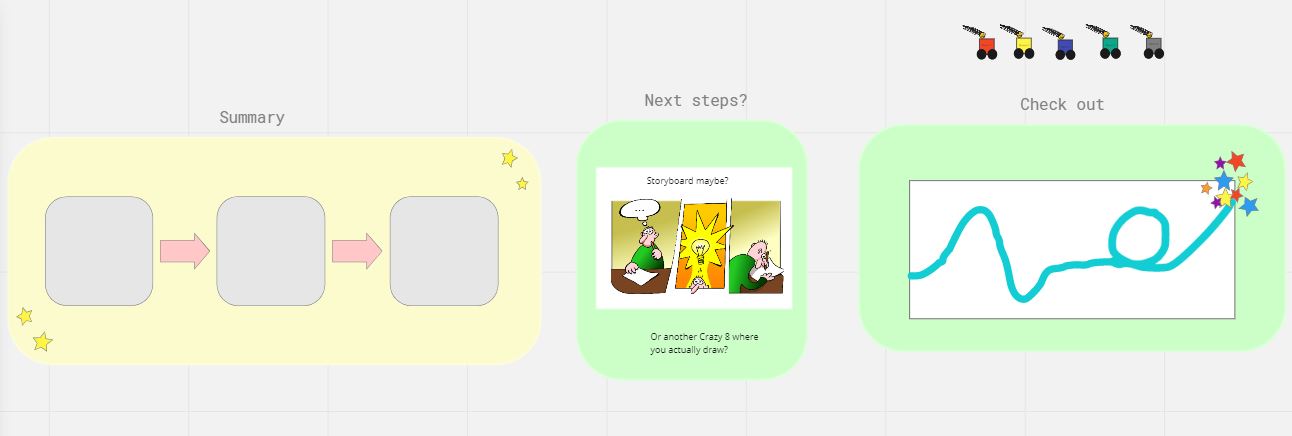 Summary
Next steps?
Storyboard maybe?
Or another Crazy 8 where
you actually draw?
Check out